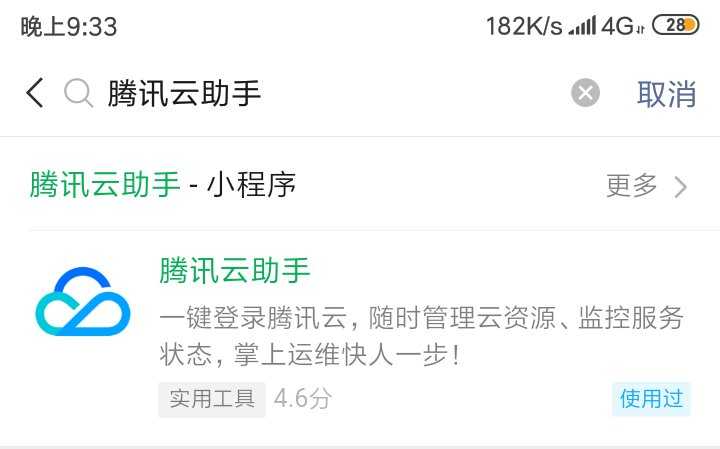 晚上9:33 182K/s 4G 28
腾讯云助手 取消
腾讯云助手 - 小程序 更多
腾讯云助手
一键登录腾讯云，随时管理云资源、监控服务
状态，掌上运维快人一步！
实用工具 4.6分 使用过